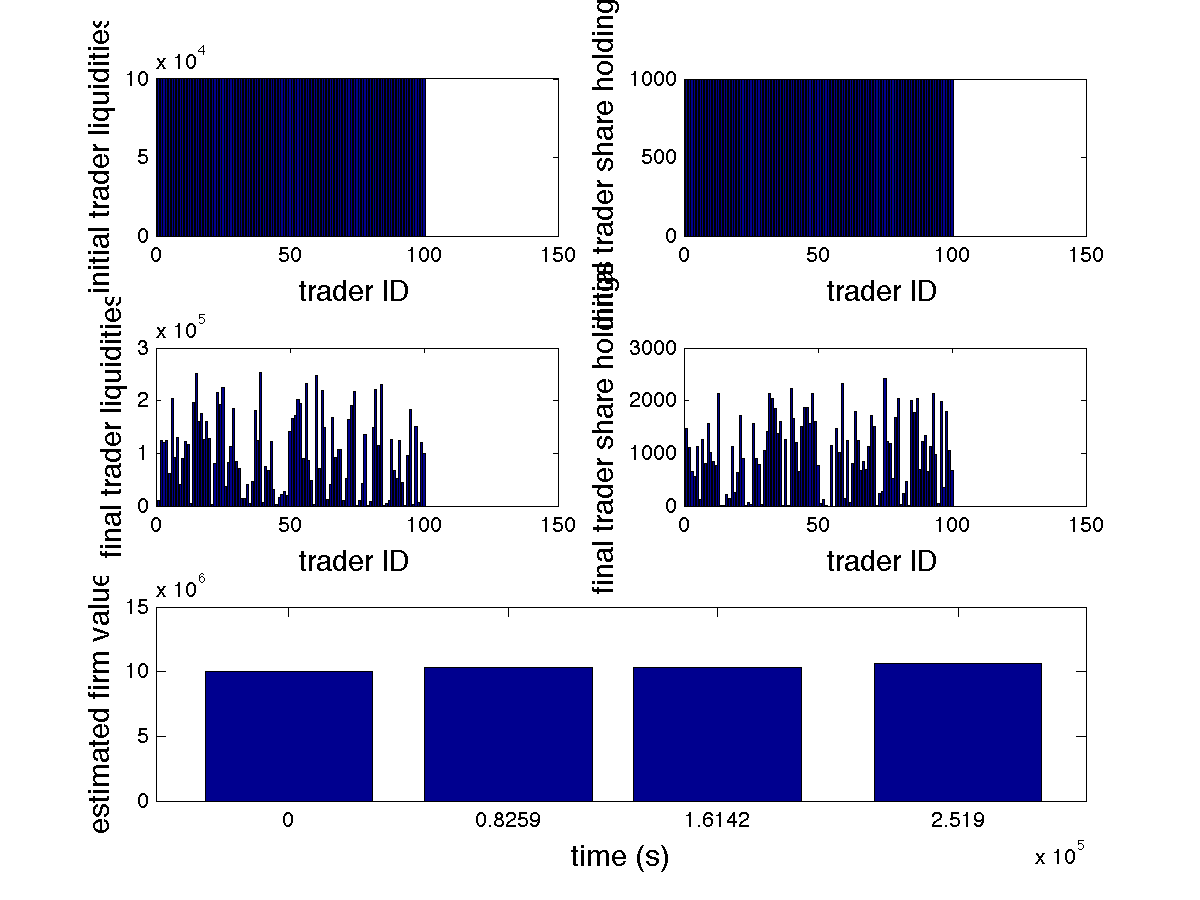 x 10^4
10
5
0
0 50 100 150
initial trader liquidities
trader ID
1000
500
0
0 50 100 150
trader share holding
trader ID
x 10^5
3
2
1
0
0 50 100 150
final trader liquidities
trader ID
3000
2000
1000
0
0 50 100 150
final trader share holdings
trader ID
x 10^6
15
10
5
0
0 0.8259 1.6142 2.519
x 10^5
estimated firm value
time (s)